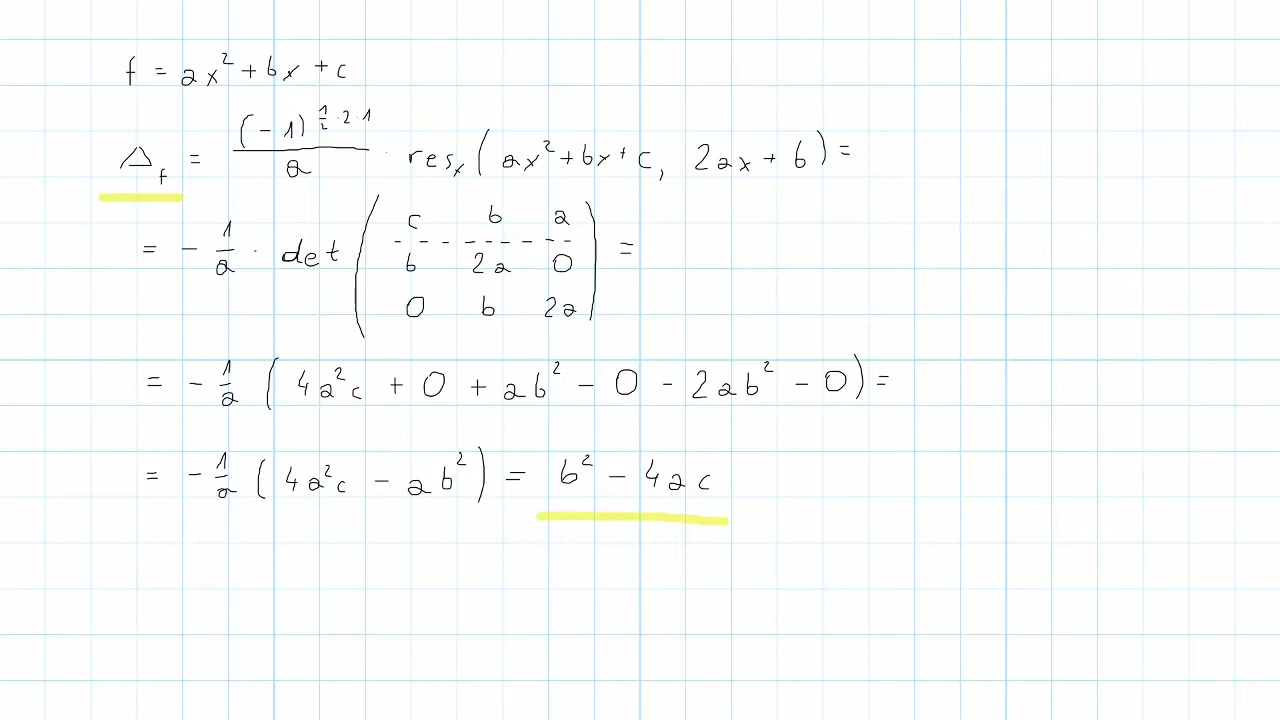 f = ax² + bx + c
Δ_f = (-1)^(1/2 · 2 · 1) / a · res_x (ax² + bx + c, 2ax + b) =
= - 1/a · det ( c b a
b 2a 0
0 b 2a ) =
= - 1/a (4a²c + 0 + ab² - 0 - 2ab² - 0) =
= - 1/a (4a²c - ab²) = b² - 4ac